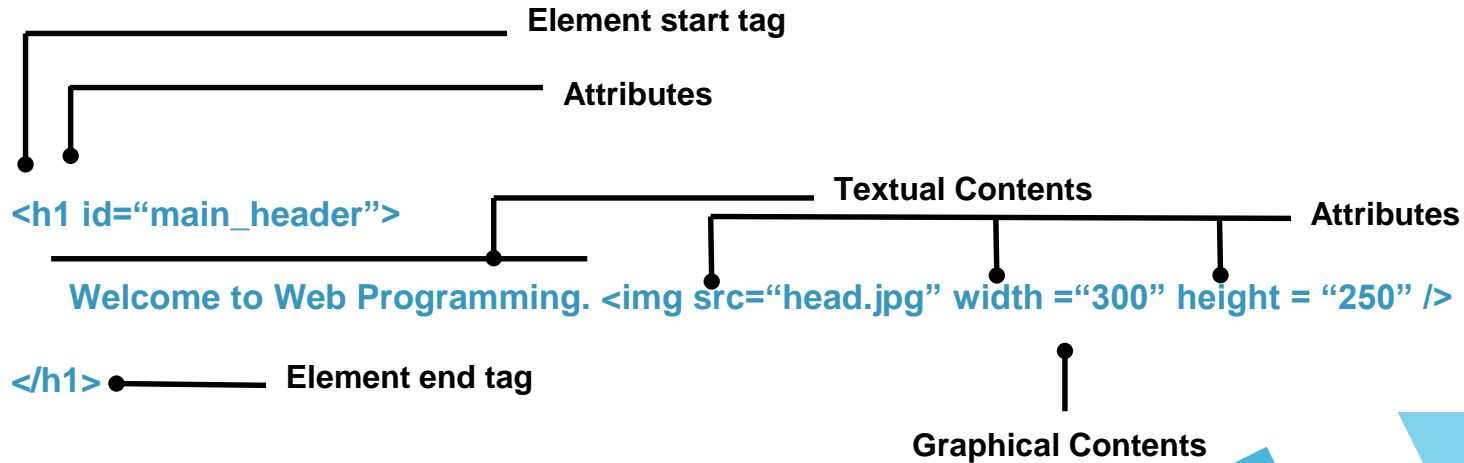 Element start tag
Attributes
Textual Contents
Attributes
<h1 id=“main_header”>
Welcome to Web Programming. <img src=“head.jpg” width =“300” height = “250” />
</h1>
Element end tag
Graphical Contents